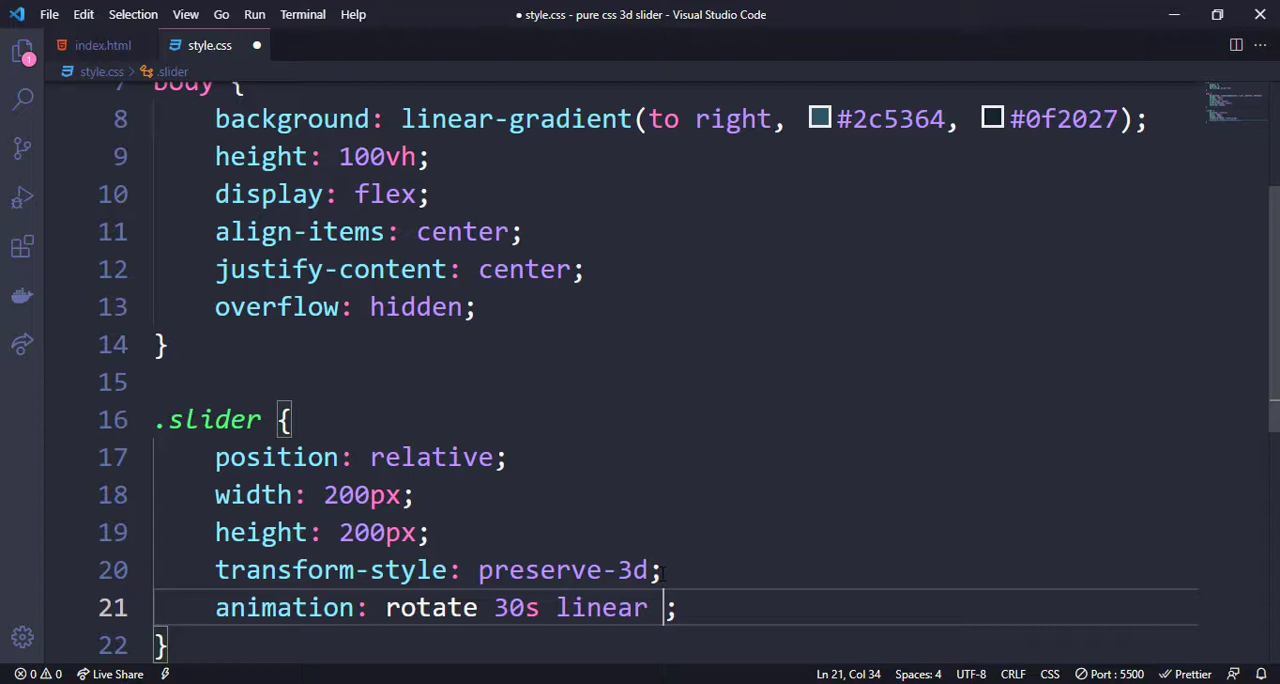 File Edit Selection View Go Run Terminal Help ● style.css - pure css 3d slider - Visual Studio Code
index.html style.css ●
style.css > .slider
7 body {
8 background: linear-gradient(to right, #2c5364, #0f2027);
9 height: 100vh;
10 display: flex;
11 align-items: center;
12 justify-content: center;
13 overflow: hidden;
14 }
15
16 .slider {
17 position: relative;
18 width: 200px;
19 height: 200px;
20 transform-style: preserve-3d;
21 animation: rotate 30s linear ;
22 }
1
0 0 Live Share Ln 21, Col 34 Spaces: 4 UTF-8 CRLF CSS Port : 5500 Prettier